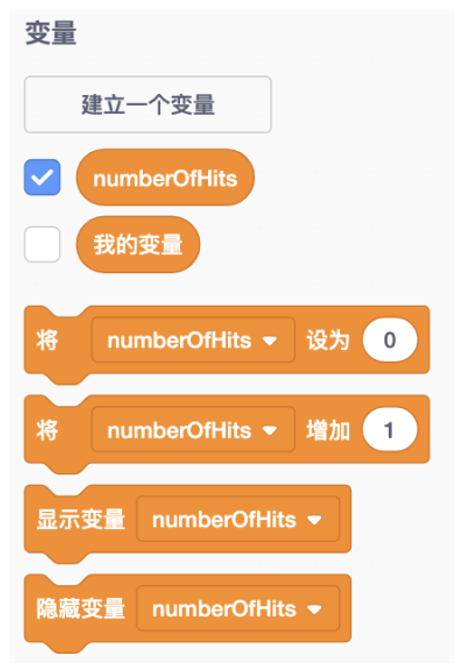 变量
建立一个变量
numberOfHits
我的变量
将 numberOfHits 设为 0
将 numberOfHits 增加 1
显示变量 numberOfHits
隐藏变量 numberOfHits